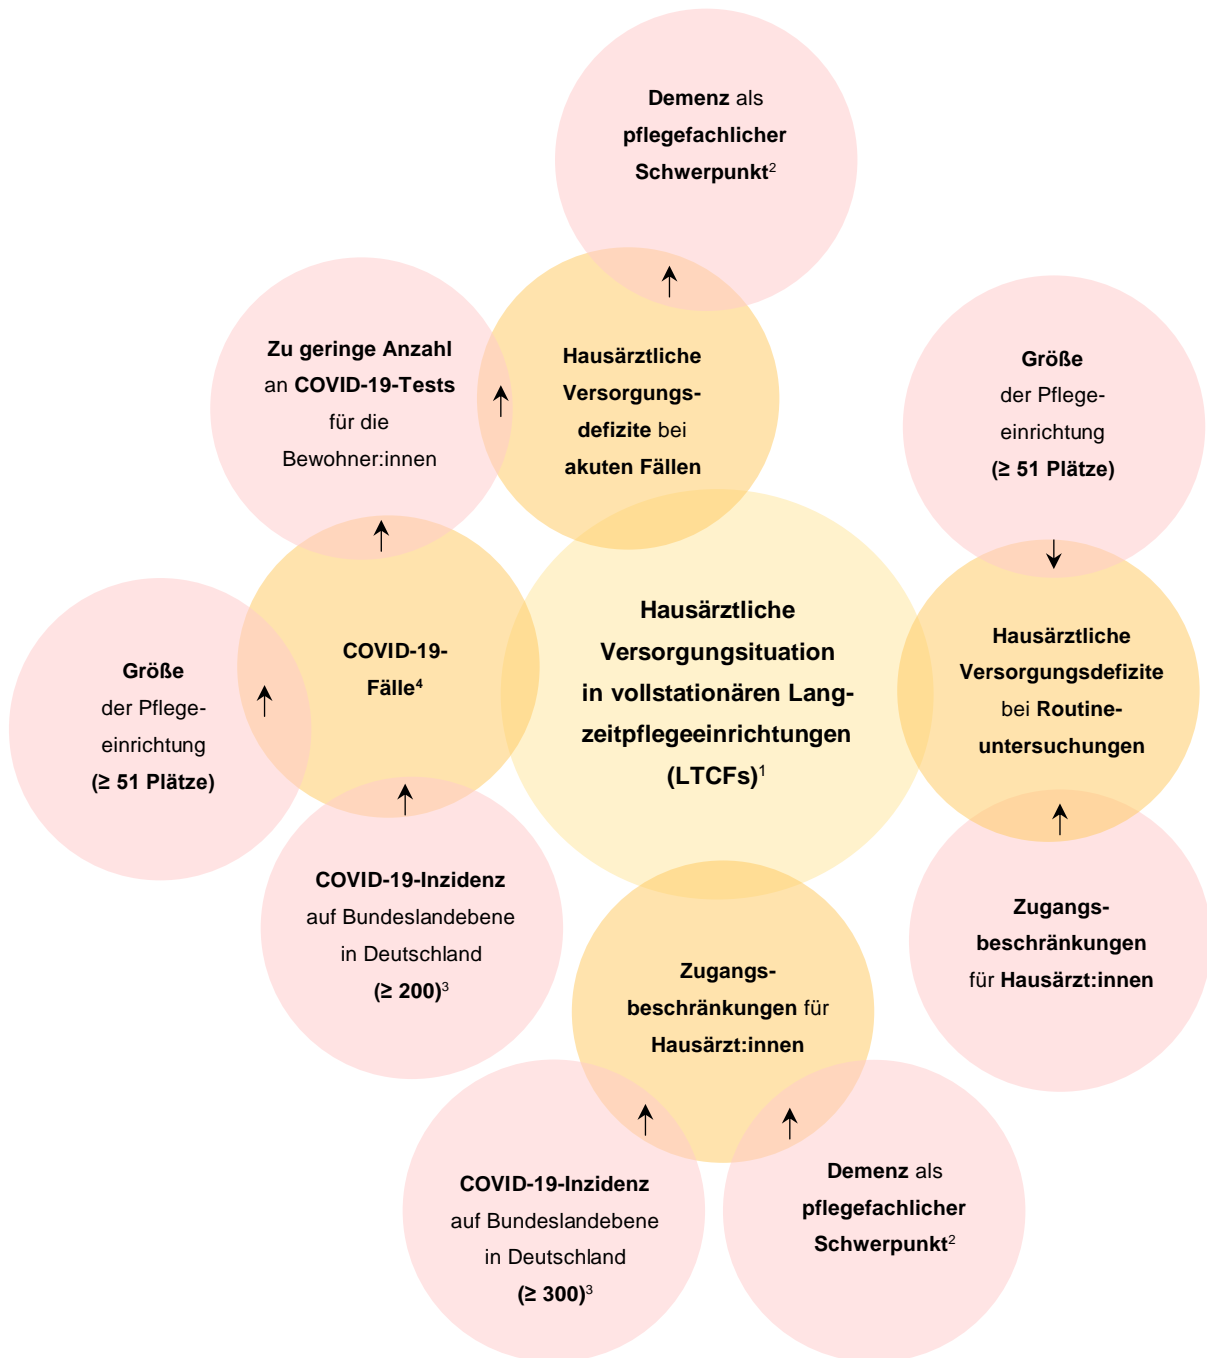 Demenz als
pflegefachlicher
Schwerpunkt²
Zu geringe Anzahl
an COVID-19-Tests
für die
Bewohner:innen
Hausärztliche
Versorgungs-
defizite bei
akuten Fällen
Größe
der Pflege-
einrichtung
(≥ 51 Plätze)
Hausärztliche
Versorgungsituation
in vollstationären Lang-
zeitpflegeeinrichtungen
(LTCFs)¹
Hausärztliche
Versorgungsdefizite
bei Routine-
untersuchungen
COVID-19-
Fälle⁴
Größe
der Pflege-
einrichtung
(≥ 51 Plätze)
COVID-19-Inzidenz
auf Bundeslandebene
in Deutschland
(≥ 200)³
Zugangs-
beschränkungen
für Hausärzt:innen
Zugangs-
beschränkungen für
Hausärzt:innen
COVID-19-Inzidenz
auf Bundeslandebene
in Deutschland
(≥ 300)³
Demenz als
pflegefachlicher
Schwerpunkt²